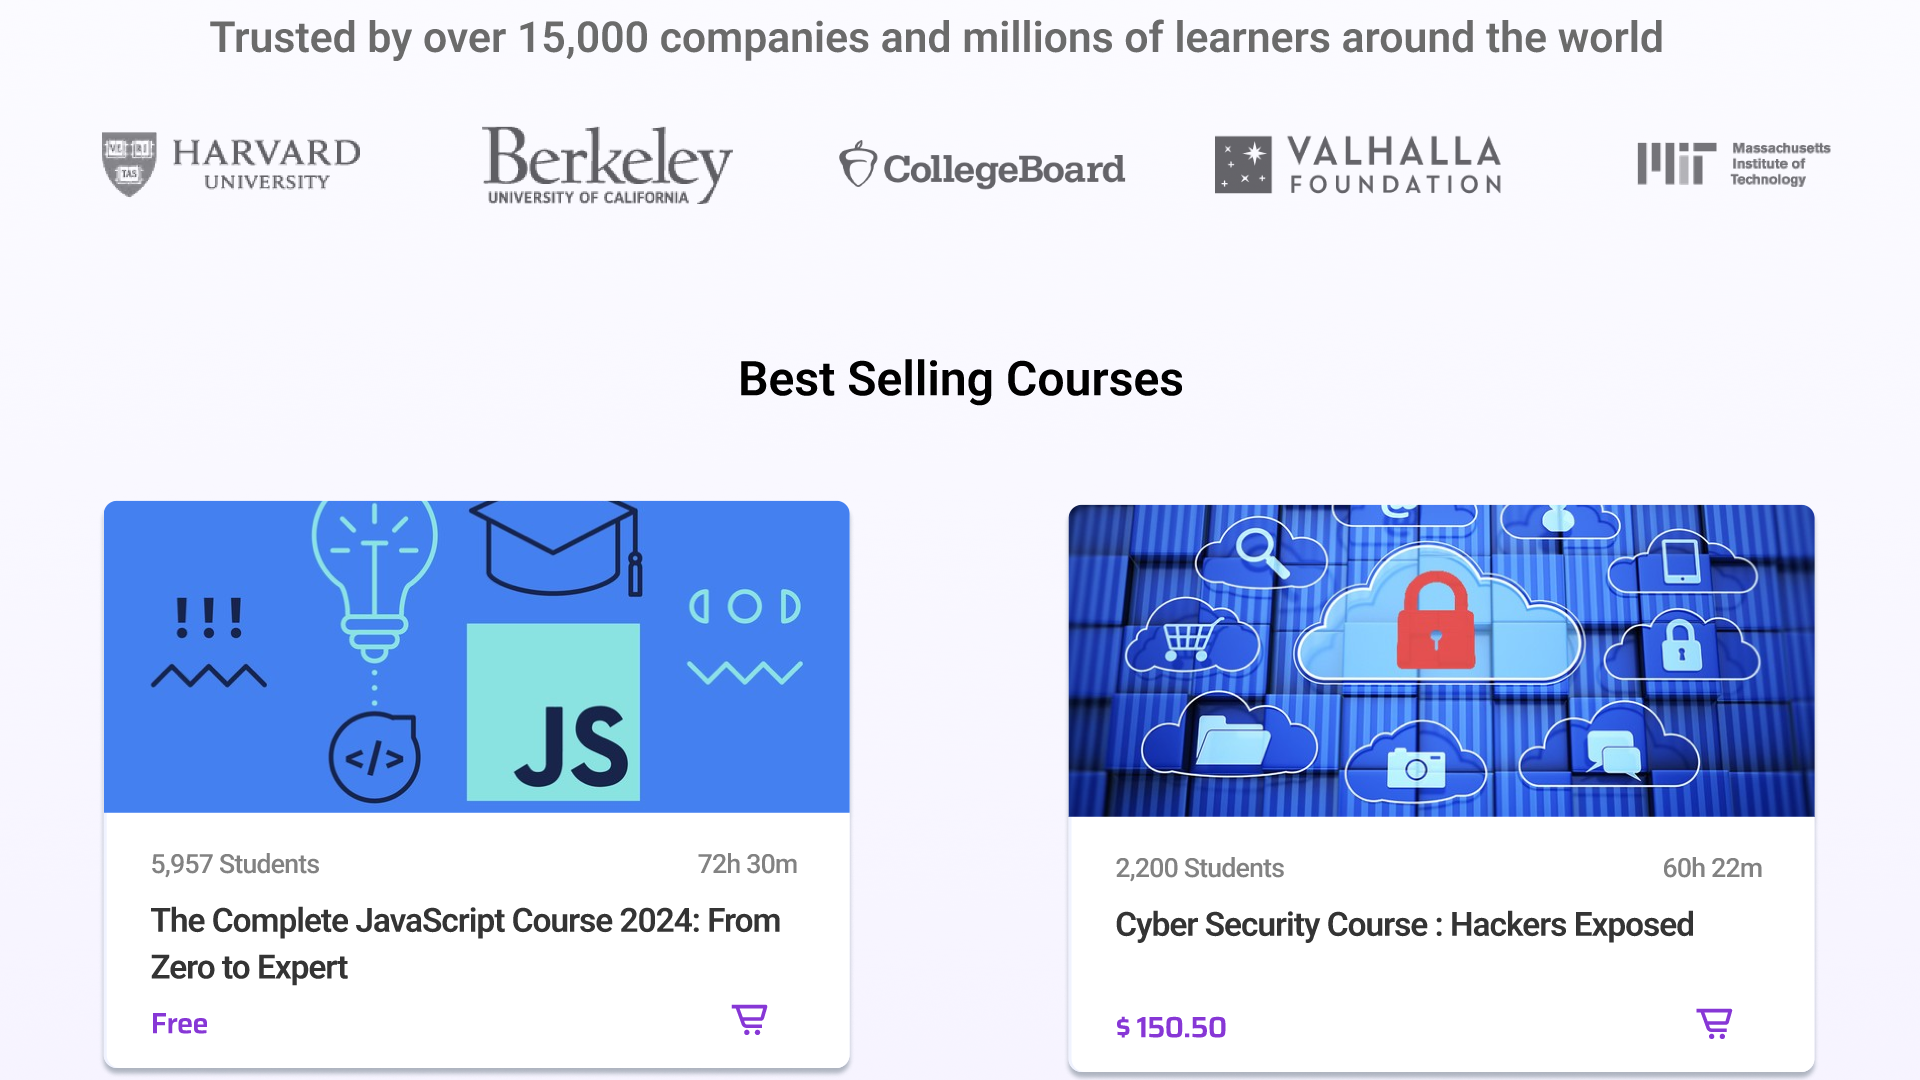 Trusted by over 15,000 companies and millions of learners around the world
VE RI
TAS
HARVARD
UNIVERSITY
Berkeley
UNIVERSITY OF CALIFORNIA
CollegeBoard
VALHALLA
FOUNDATION
Massachusetts
Institute of
Technology
Best Selling Courses
!!!
</>
JS
5,957 Students
72h 30m
The Complete JavaScript Course 2024: From
Zero to Expert
Free
@
2,200 Students
60h 22m
Cyber Security Course : Hackers Exposed
$ 150.50